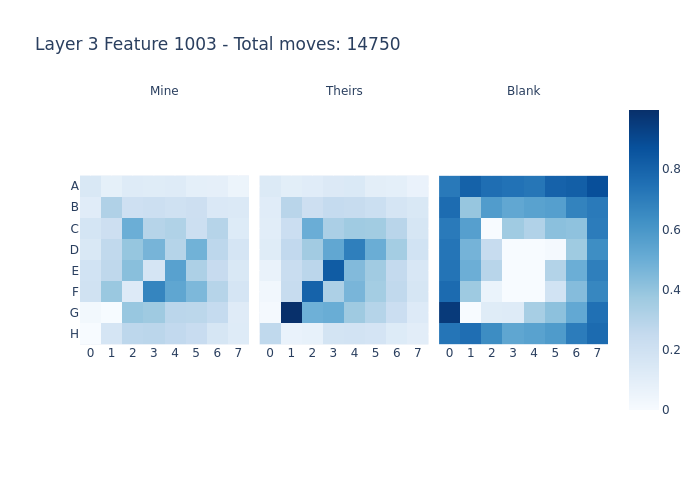 Layer 3 Feature 1003 - Total moves: 14750
Mine Theirs Blank
A
B
C
D
E
F
G
H
0 1 2 3 4 5 6 7 0 1 2 3 4 5 6 7 0 1 2 3 4 5 6 7
0.8
0.6
0.4
0.2
0